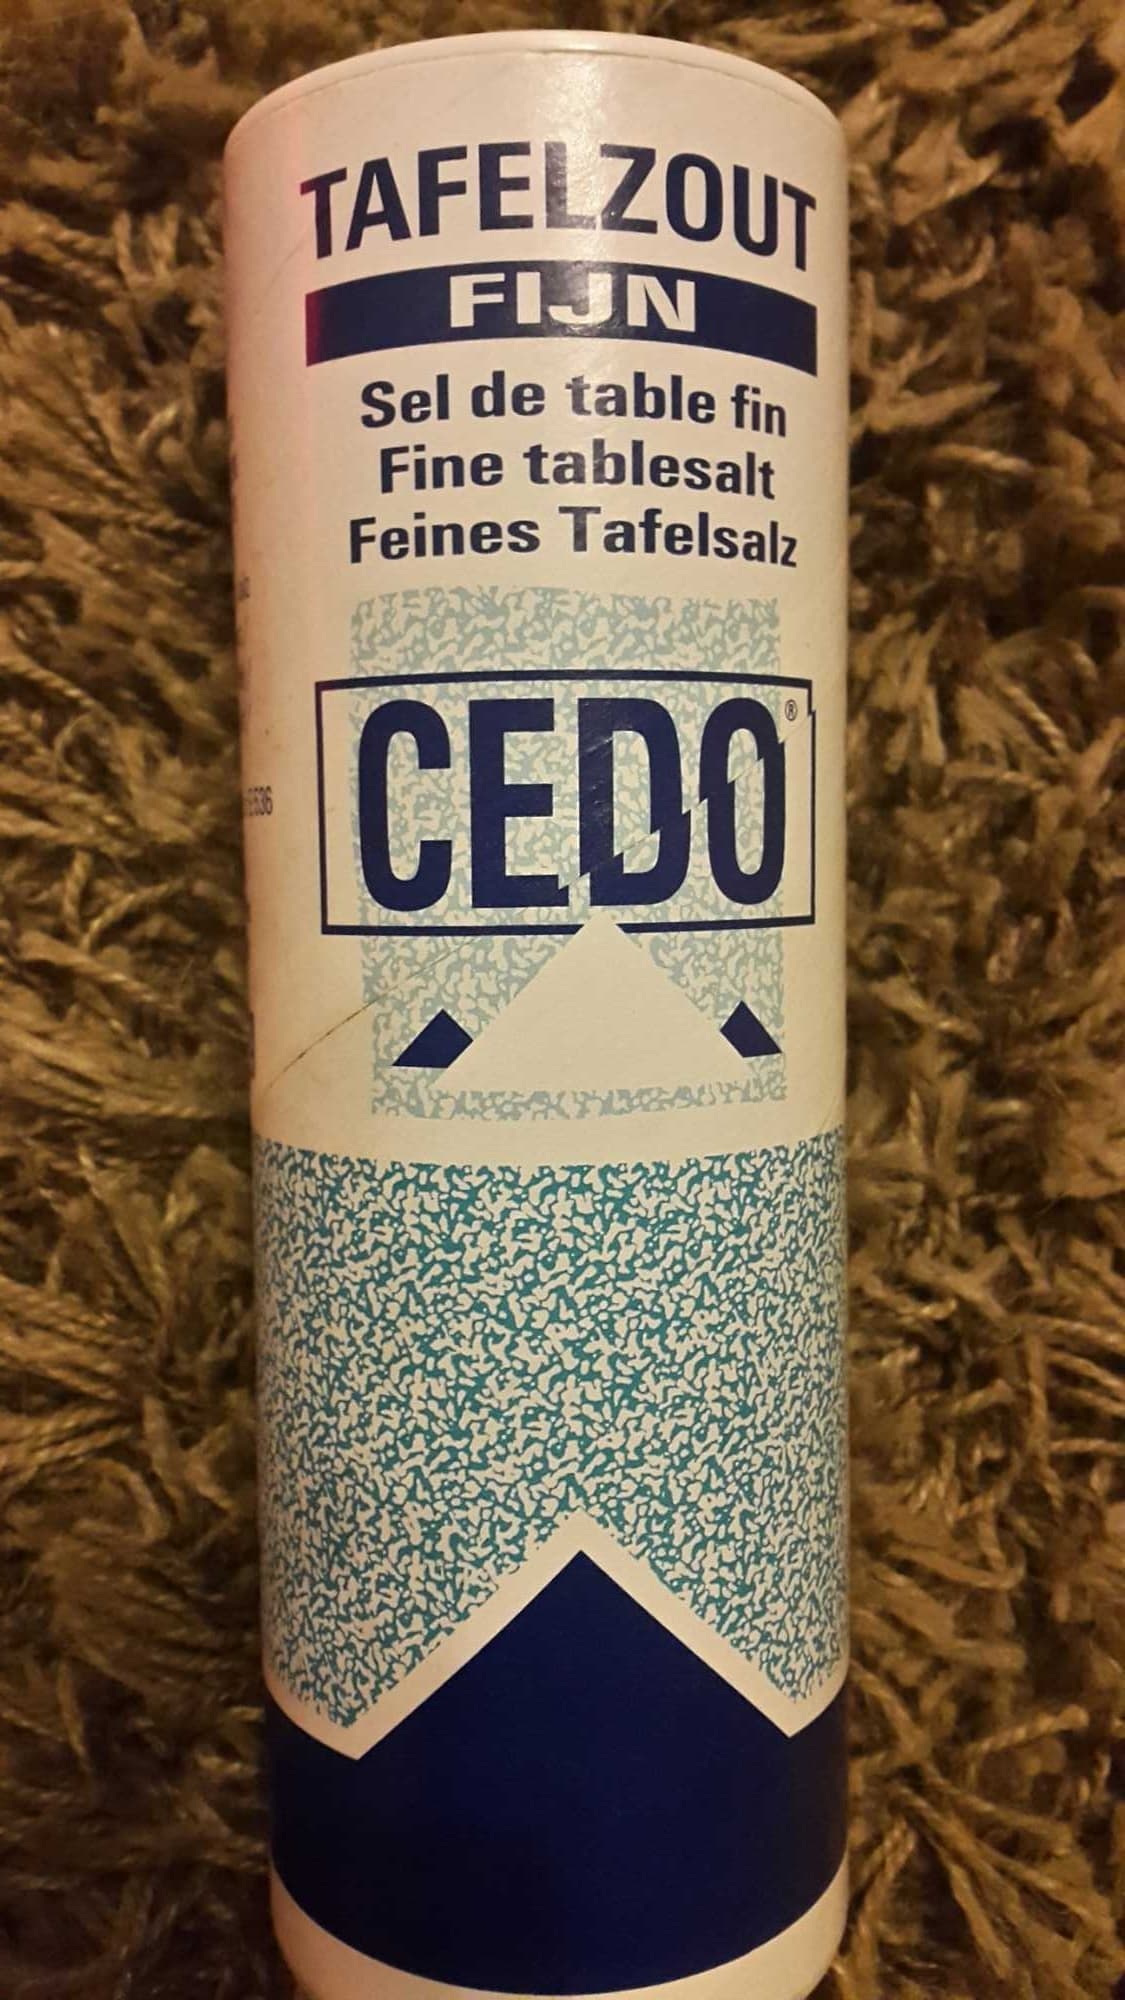 TAFELZOUT
FIJN
Sel de table fin
Fine tablesalt
Feines Tafelsalz
CEDO®